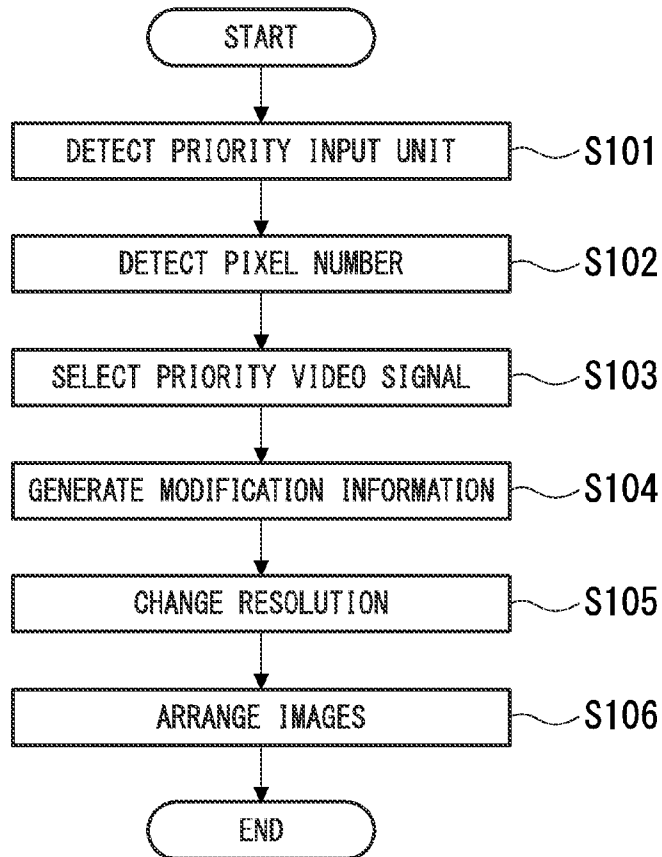 START
DETECT PRIORITY INPUT UNIT S101
DETECT PIXEL NUMBER S102
SELECT PRIORITY VIDEO SIGNAL S103
GENERATE MODIFICATION INFORMATION S104
CHANGE RESOLUTION S105
ARRANGE IMAGES S106
END